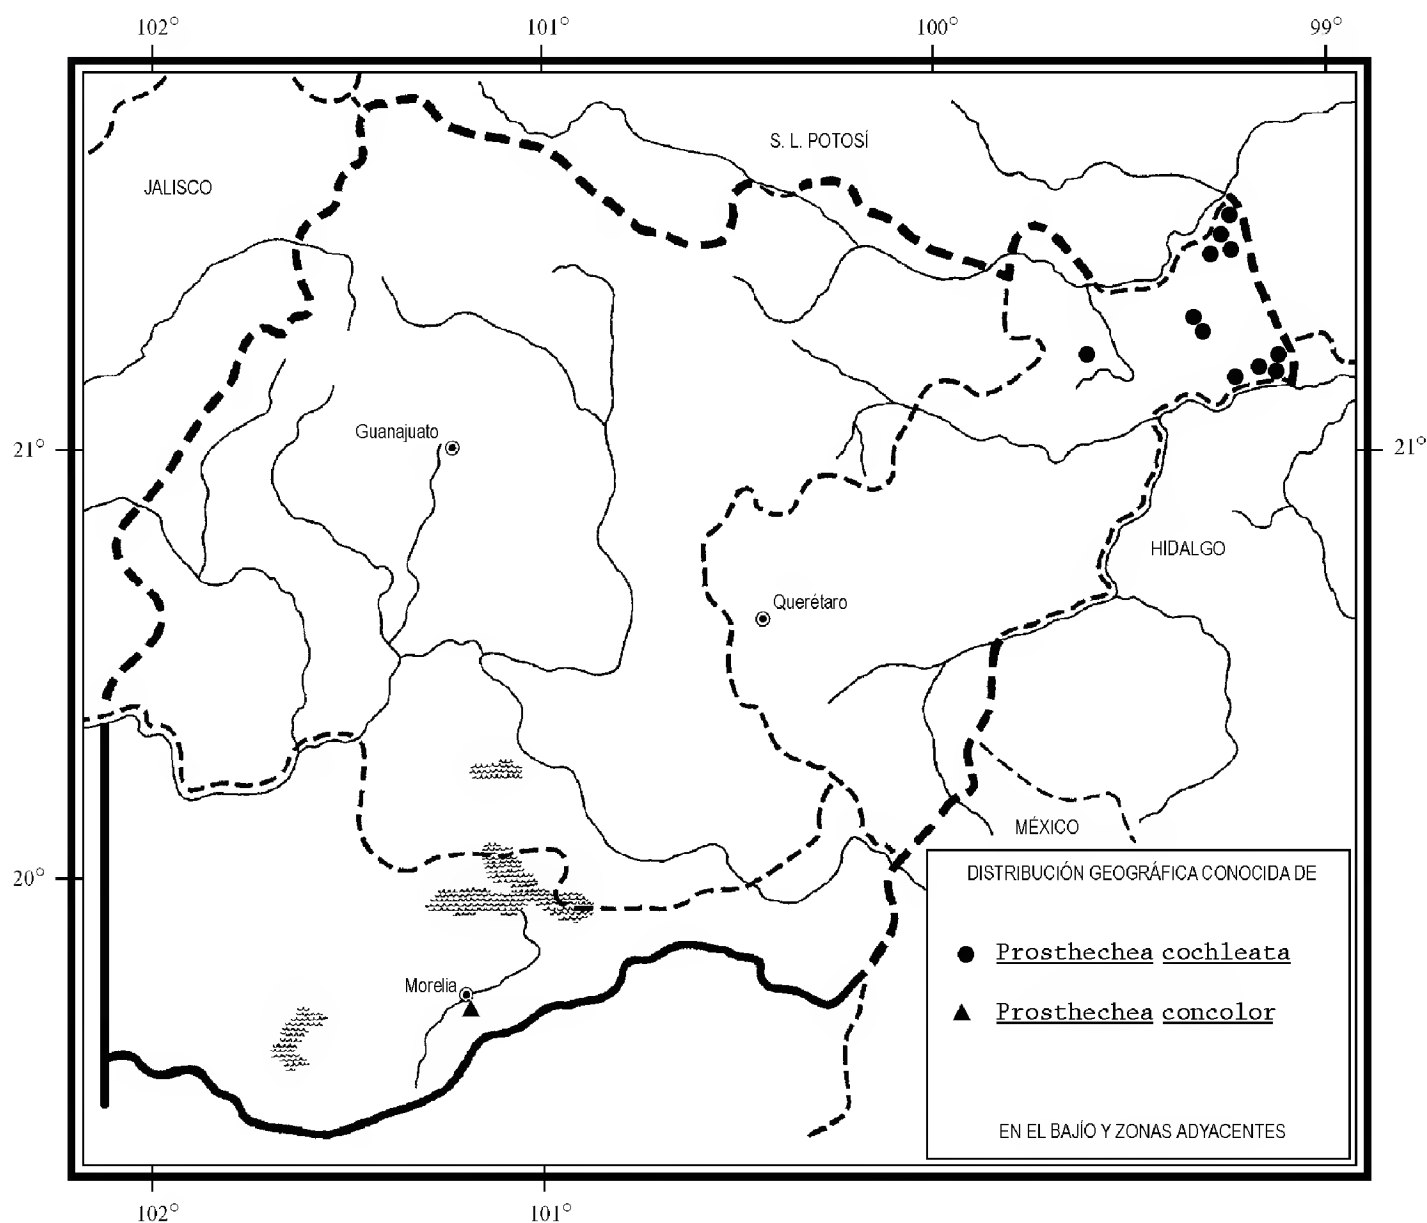 102° 101° 100° 99°
S. L. POTOSÍ
JALISCO
Guanajuato
21° 21°
HIDALGO
Querétaro
MÉXICO
20°
DISTRIBUCIÓN GEOGRÁFICA CONOCIDA DE
Prosthechea cochleata
Morelia
Prosthechea concolor
EN EL BAJÍO Y ZONAS ADYACENTES
102° 101°